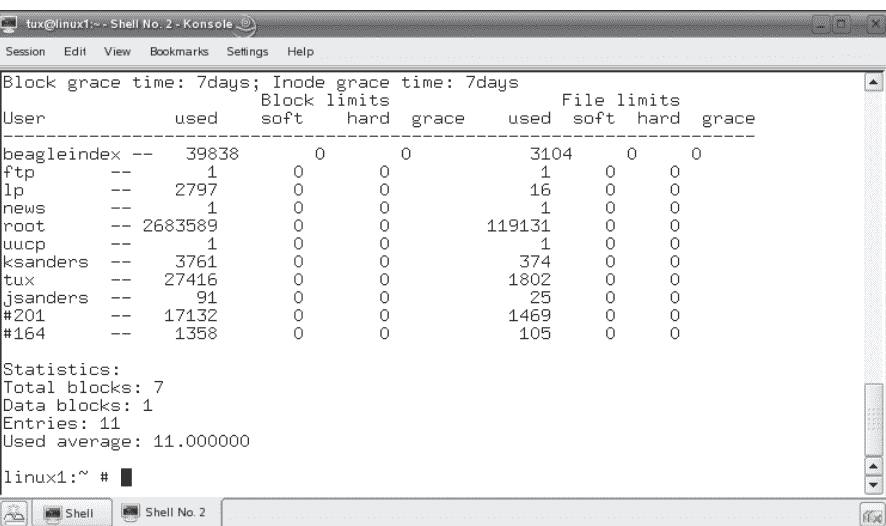 tux@linux1:~ - Shell No. 2 - Konsole
Session Edit View Bookmarks Settings Help
Block grace time: 7days; Inode grace time: 7days
Block limits File limits
User used soft hard grace used soft hard grace
----------------------------------------------------------------------
beagleindex -- 39838 0 0 3104 0 0
ftp -- 1 0 0 1 0 0
lp -- 2797 0 0 16 0 0
news -- 1 0 0 1 0 0
root -- 2683589 0 0 119131 0 0
uucp -- 1 0 0 1 0 0
ksanders -- 3761 0 0 374 0 0
tux -- 27416 0 0 1802 0 0
jsanders -- 91 0 0 25 0 0
#201 -- 17132 0 0 1469 0 0
#164 -- 1358 0 0 105 0 0
Statistics:
Total blocks: 7
Data blocks: 1
Entries: 11
Used average: 11.000000
linux1:~ #
Shell Shell No. 2